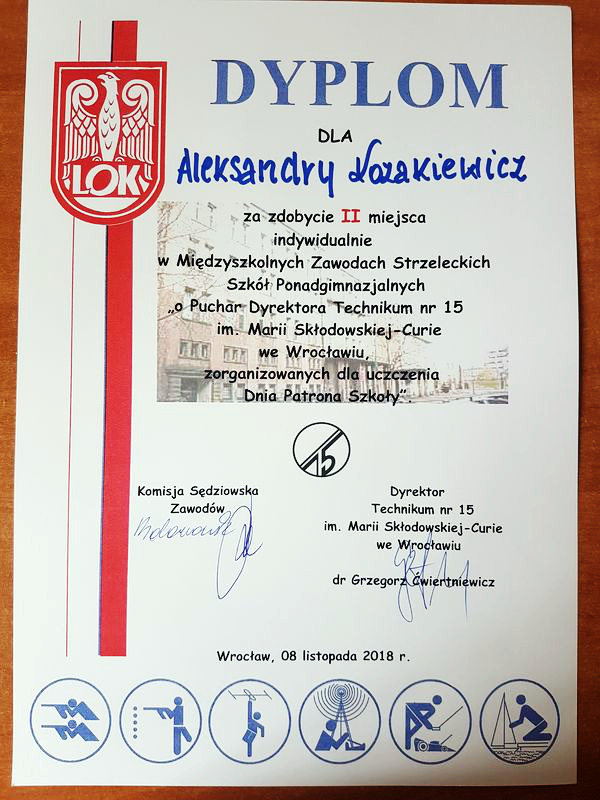 DYPLOM
LOK
DLA
Aleksandry Nozakiewicz
za zdobycie II miejsca
indywidualnie
w Międzyszkolnych Zawodach Strzeleckich
Szkół Ponadgimnazjalnych
„o Puchar Dyrektora Technikum nr 15
im. Marii Skłodowskiej-Curie
we Wrocławiu,
zorganizowanych dla uczczenia
Dnia Patrona Szkoły”.
15
Komisja Sędziowska
Zawodów
Dyrektor
Technikum nr 15
im. Marii Skłodowskiej-Curie
we Wrocławiu
dr Grzegorz Ćwiertniewicz
Wrocław, 08 listopada 2018 r.